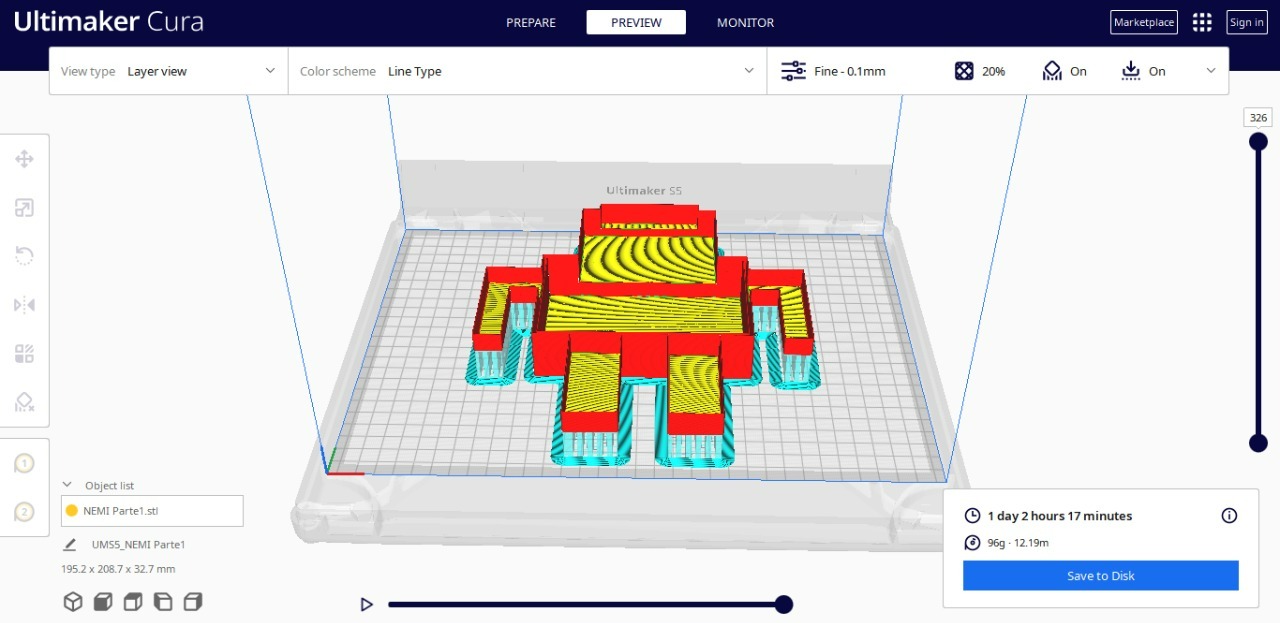 Ultimaker Cura
PREPARE
PREVIEW
MONITOR
Marketplace
Sign in
View type Layer view
Color scheme Line Type
Fine - 0.1mm
20%
On
On
326
Ultimaker S5
1
2
Object list
NEMI Parte1.stl
UMS5_NEMI Parte1
195.2 x 208.7 x 32.7 mm
1 day 2 hours 17 minutes
96g · 12.19m
Save to Disk